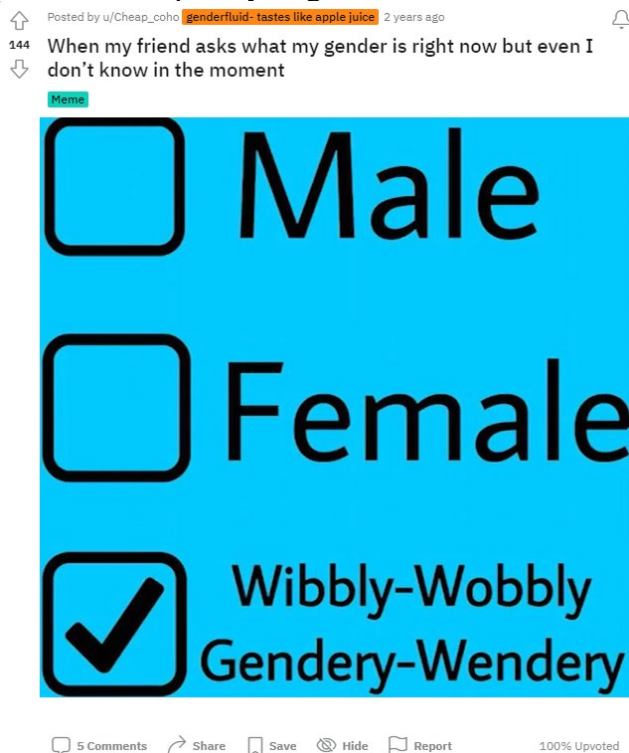 Posted by u/Cheap_coho genderfluid- tastes like apple juice 2 years ago
144
When my friend asks what my gender is right now but even I
don't know in the moment
Meme
Male
Female
Wibbly-Wobbly
Gendery-Wendery
5 Comments Share Save Hide Report 100% Upvoted